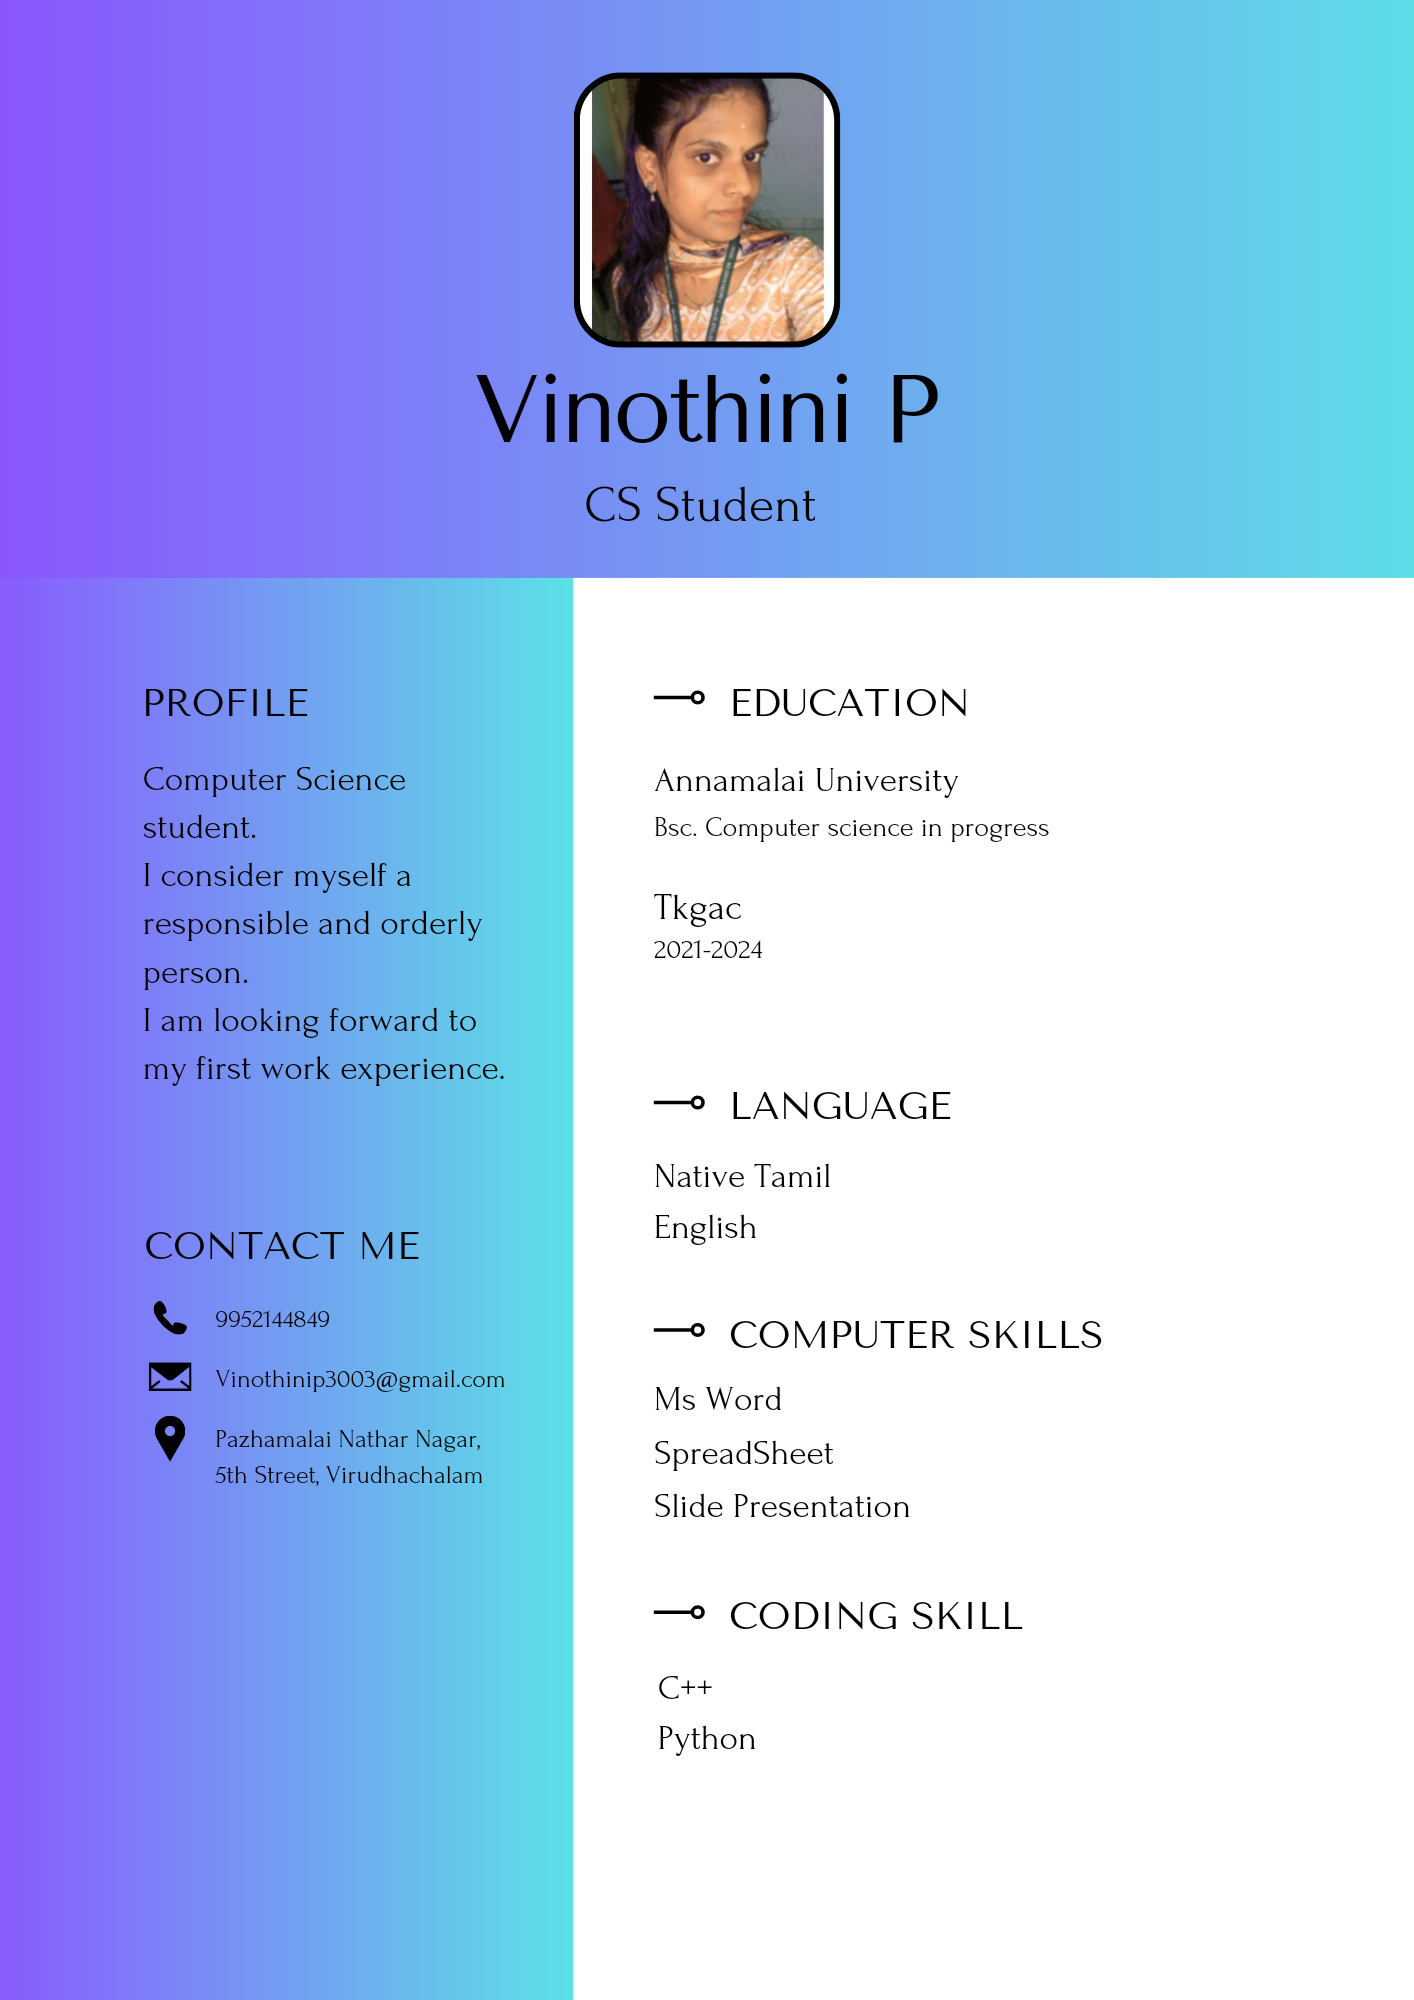 Vinothini P
CS Student
PROFILE
Computer Science
student.
I consider myself a
responsible and orderly
person.
I am looking forward to
my first work experience.
CONTACT ME
9952144849
Vinothinip3003@gmail.com
Pazhamalai Nathar Nagar,
5th Street, Virudhachalam
EDUCATION
Annamalai University
Bsc. Computer science in progress
Tkgac
2021-2024
LANGUAGE
Native Tamil
English
COMPUTER SKILLS
Ms Word
SpreadSheet
Slide Presentation
CODING SKILL
C++
Python